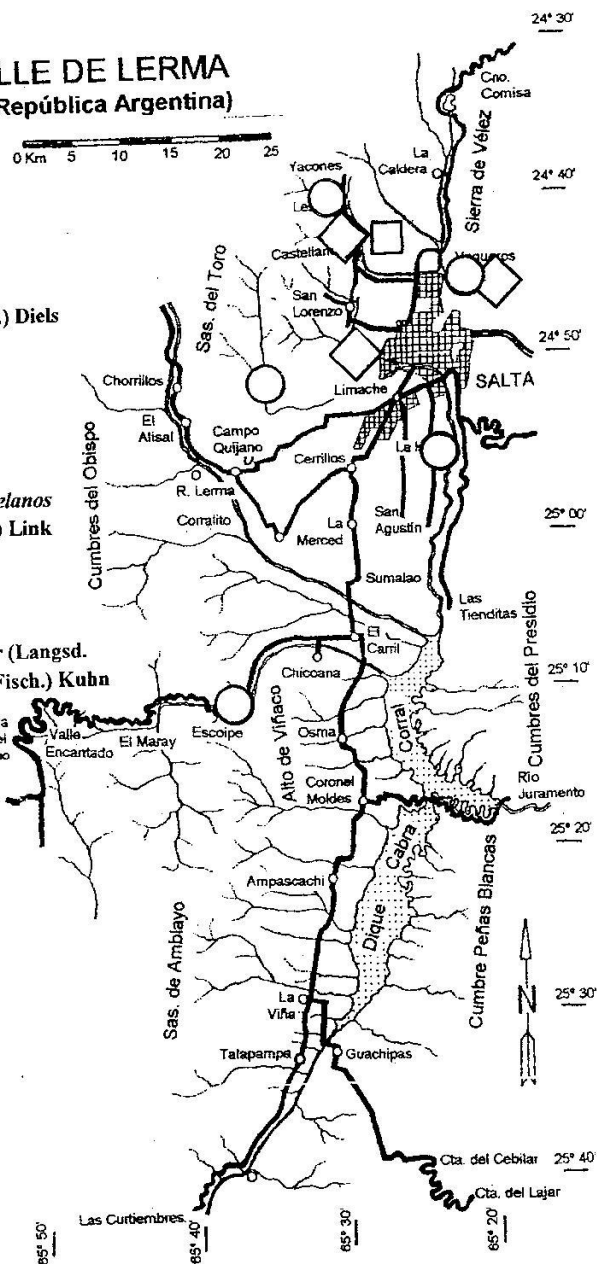 LLE DE LERMA
República Argentina)
0 Km 5 10 15 20 25
24° 30'
Cno. Comisa
La Caldera
Sierra de Vélez
24° 40'
Yacones
Castellan
Sas. del Toro
San Lorenzo
.) Diels
24° 50'
Chorrillos
Limache
SALTA
El Alisal
Campo Quijano
La
Cerrillos
Cumbres del Obispo
R. Lerma
elanos
) Link
Corralito
La Merced
San Agustín
25° 00'
Sumalao
Las Tienditas
El Carril
Cumbres del Presidio
r (Langsd.
Fisch.) Kuhn
Chicoana
25° 10'
Valle Encantado
El Maray
Escoipe
Alto de Viñaco
Osma
Corral
Coronel Moldes
Río Juramento
25° 20'
Cabra
Ampascachi
Dique
Cumbre Peñas Blancas
Sas. de Amblayo
N
La Viña
25° 30'
Talapampa
Guachipas
Cta. del Cebilar
25° 40'
Cta. del Lajar
Las Curtiembres
65° 50'
65° 40'
65° 30'
65° 20'